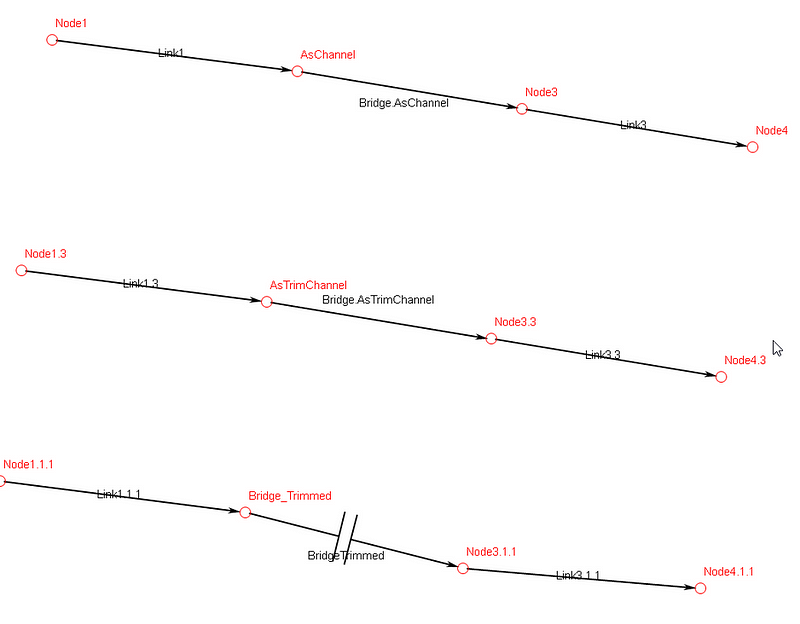 Node1
Link1
AsChannel
Bridge.AsChannel
Node3
Link3
Node4
Node1.3
Link1.3
AsTrimChannel
Bridge.AsTrimChannel
Node3.3
Link3.3
Node4.3
Node1.1.1
Link1.1.1
Bridge_Trimmed
BridgeTrimmed
Node3.1.1
Link3.1.1
Node4.1.1